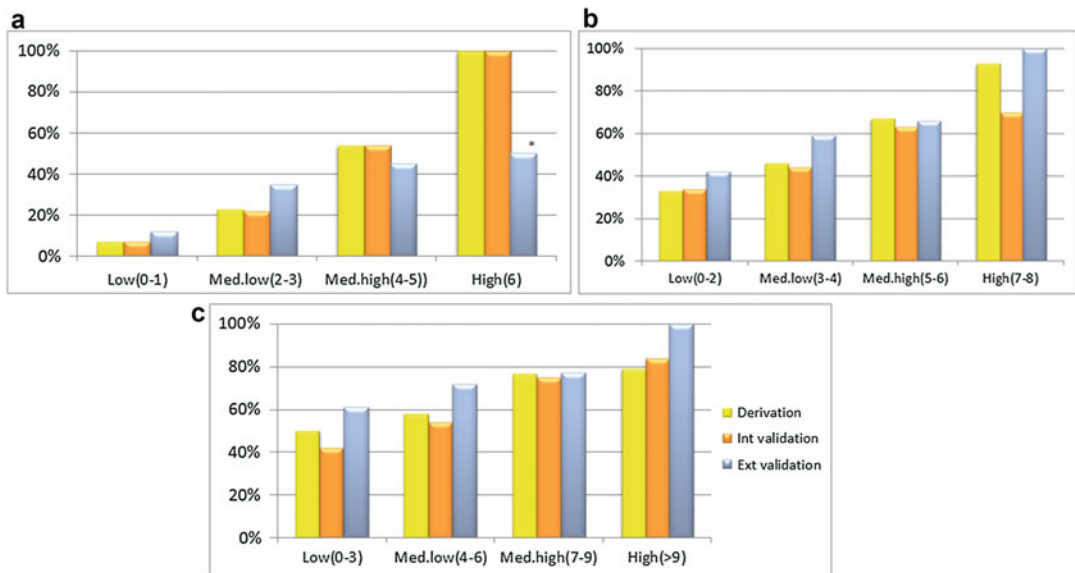 a
100%
80%
60%
40%
20%
0%
*
Low(0-1) Med.low(2-3) Med.high(4-5)) High(6)
b
100%
80%
60%
40%
20%
0%
Low(0-2) Med.low(3-4) Med.high(5-6) High(7-8)
c
100%
80%
60%
40%
20%
0%
Low(0-3) Med.low(4-6) Med.high(7-9) High(>9)
Derivation
Int validation
Ext validation